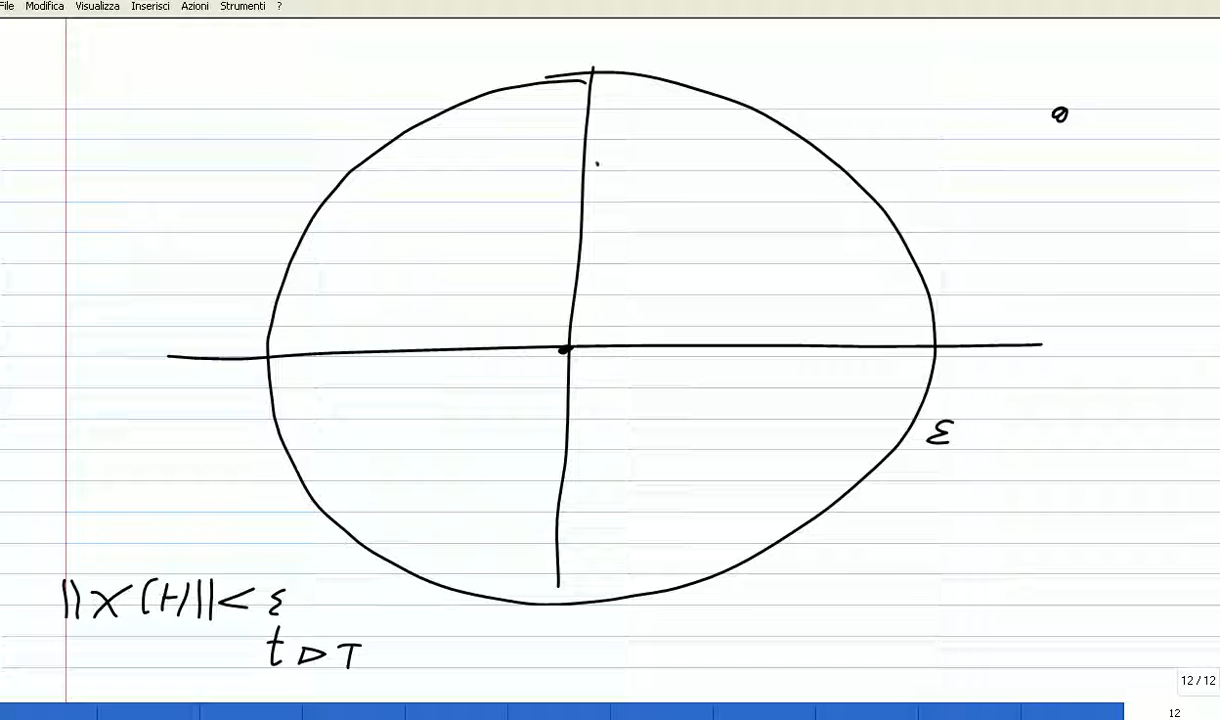 File Modifica Visualizza Inserisci Azioni Strumenti ?
ε
||x(t)|| < ε
t > T
12 / 12
12